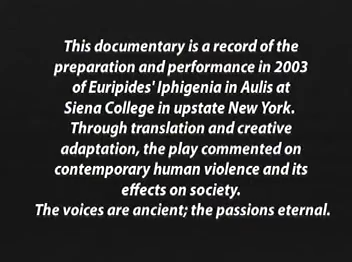 This documentary is a record of the
preparation and performance in 2003
of Euripides' Iphigenia in Aulis at
Siena College in upstate New York.
Through translation and creative
adaptation, the play commented on
contemporary human violence and its
effects on society.
The voices are ancient; the passions eternal.